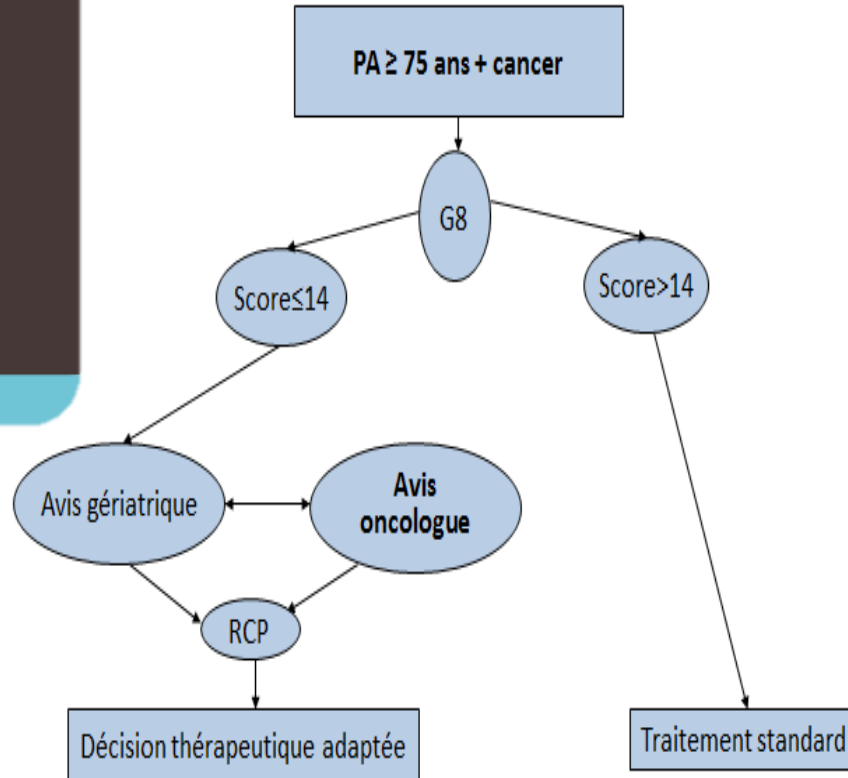 PA ≥ 75 ans + cancer
G8
Score≤14
Score>14
Avis gériatrique
Avis
oncologue
RCP
Décision thérapeutique adaptée
Traitement standard